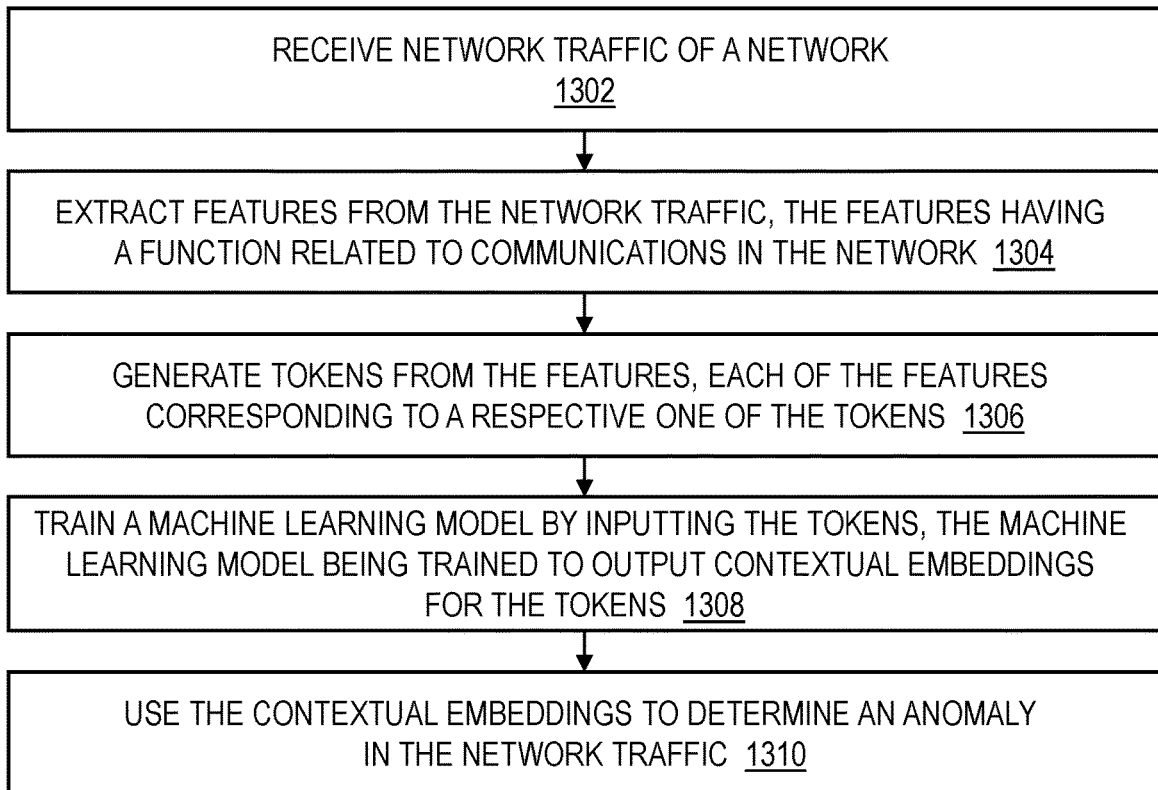 RECEIVE NETWORK TRAFFIC OF A NETWORK
1302
EXTRACT FEATURES FROM THE NETWORK TRAFFIC, THE FEATURES HAVING
A FUNCTION RELATED TO COMMUNICATIONS IN THE NETWORK 1304
GENERATE TOKENS FROM THE FEATURES, EACH OF THE FEATURES
CORRESPONDING TO A RESPECTIVE ONE OF THE TOKENS 1306
TRAIN A MACHINE LEARNING MODEL BY INPUTTING THE TOKENS, THE MACHINE
LEARNING MODEL BEING TRAINED TO OUTPUT CONTEXTUAL EMBEDDINGS
FOR THE TOKENS 1308
USE THE CONTEXTUAL EMBEDDINGS TO DETERMINE AN ANOMALY
IN THE NETWORK TRAFFIC 1310